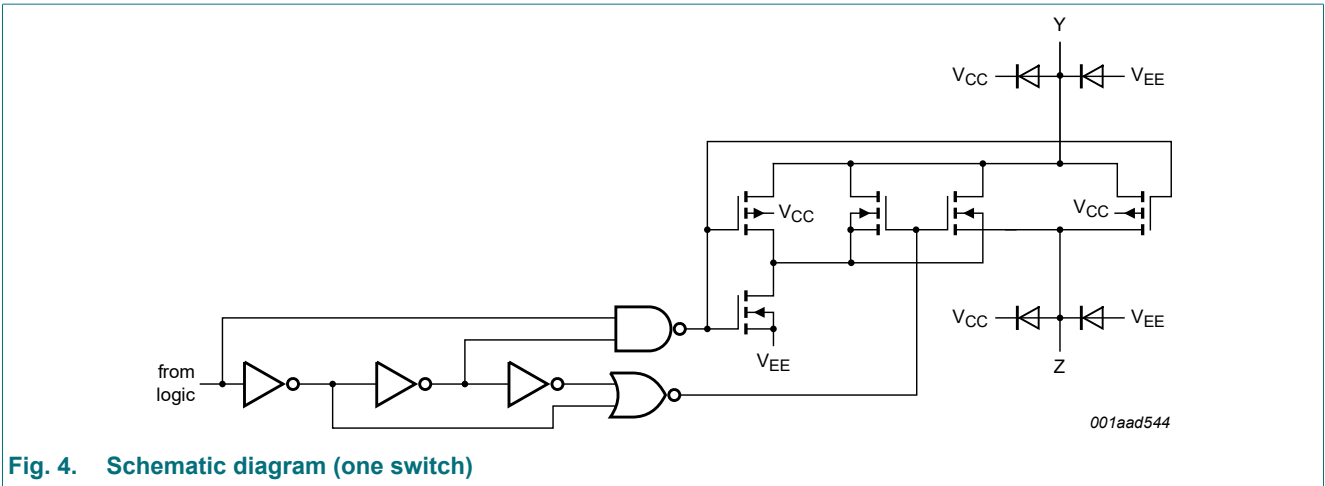 Y
VCC VEE
VCC VCC
VCC VEE
VEE
Z
from
logic
001aad544
Fig. 4. Schematic diagram (one switch)